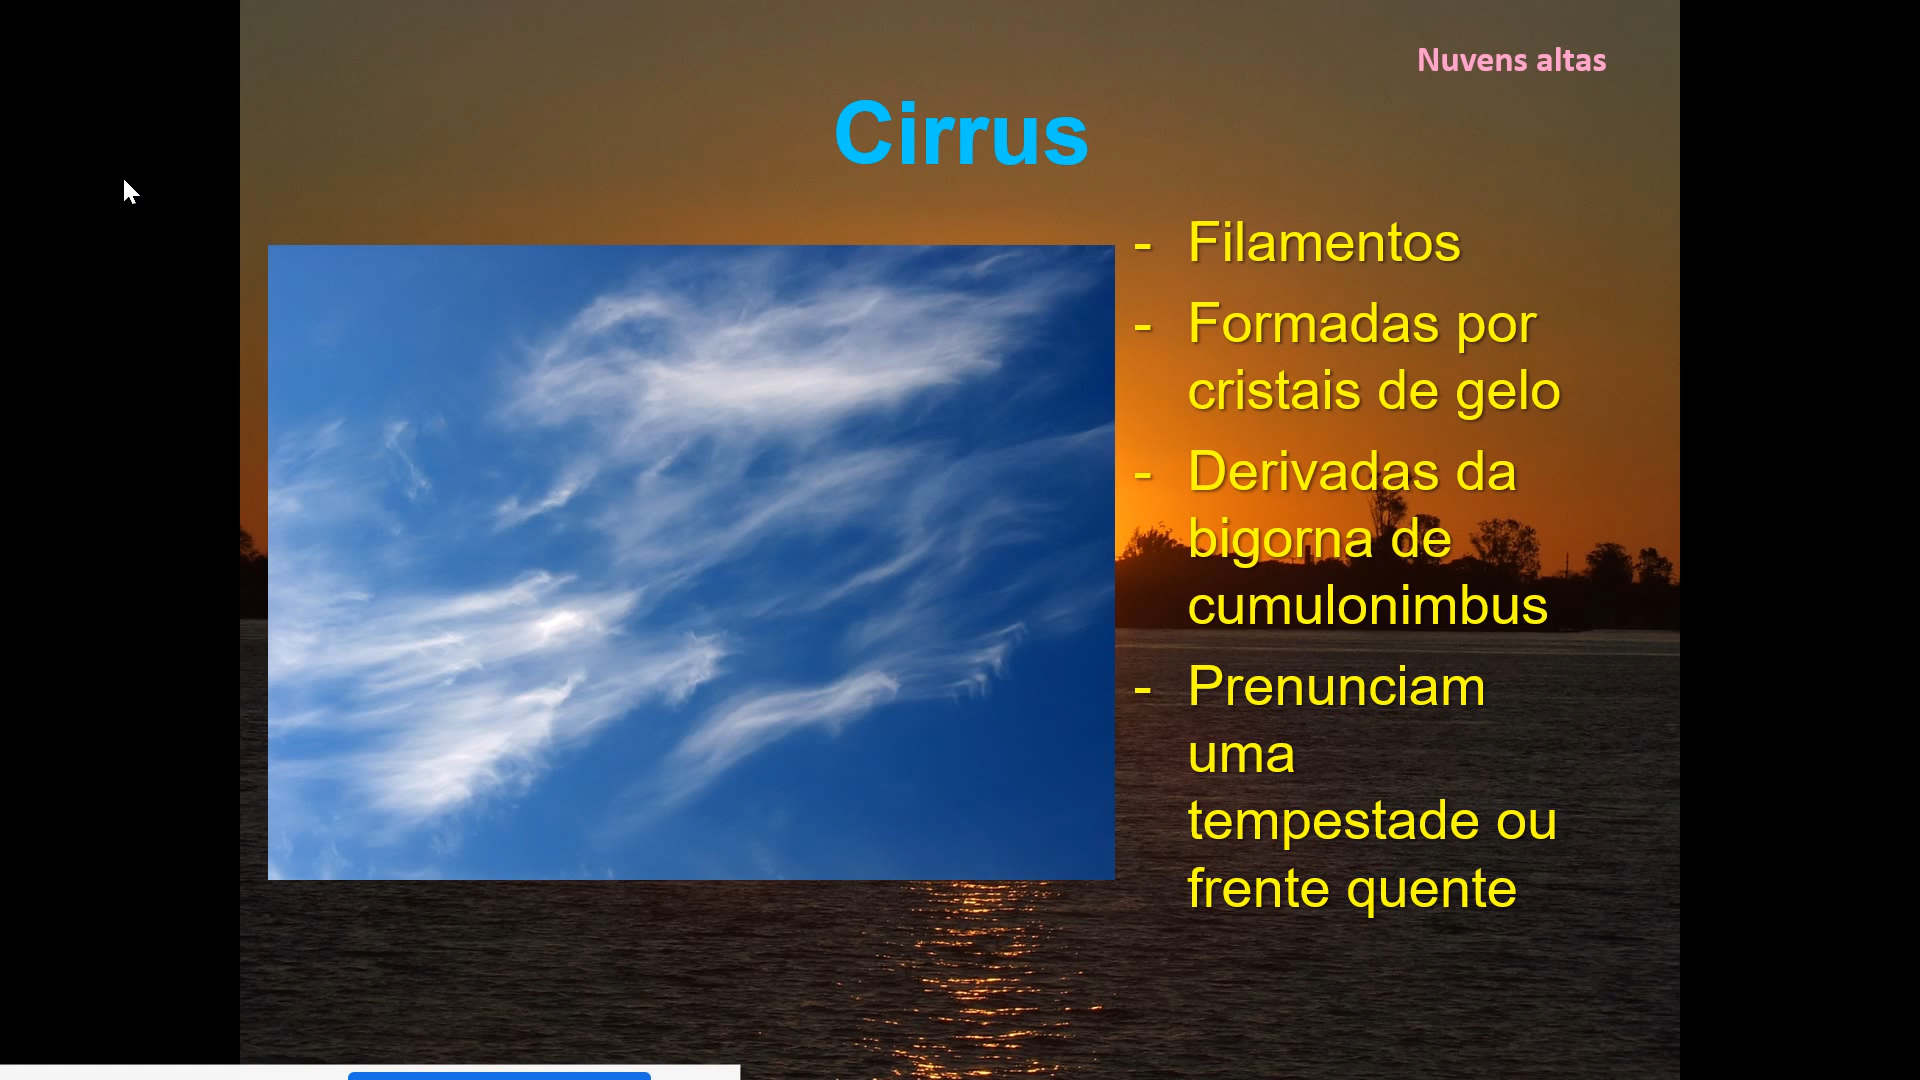 Nuvens altas
Cirrus
- Filamentos
- Formadas por
cristais de gelo
- Derivadas da
bigorna de
cumulonimbus
- Prenunciam
uma
tempestade ou
frente quente